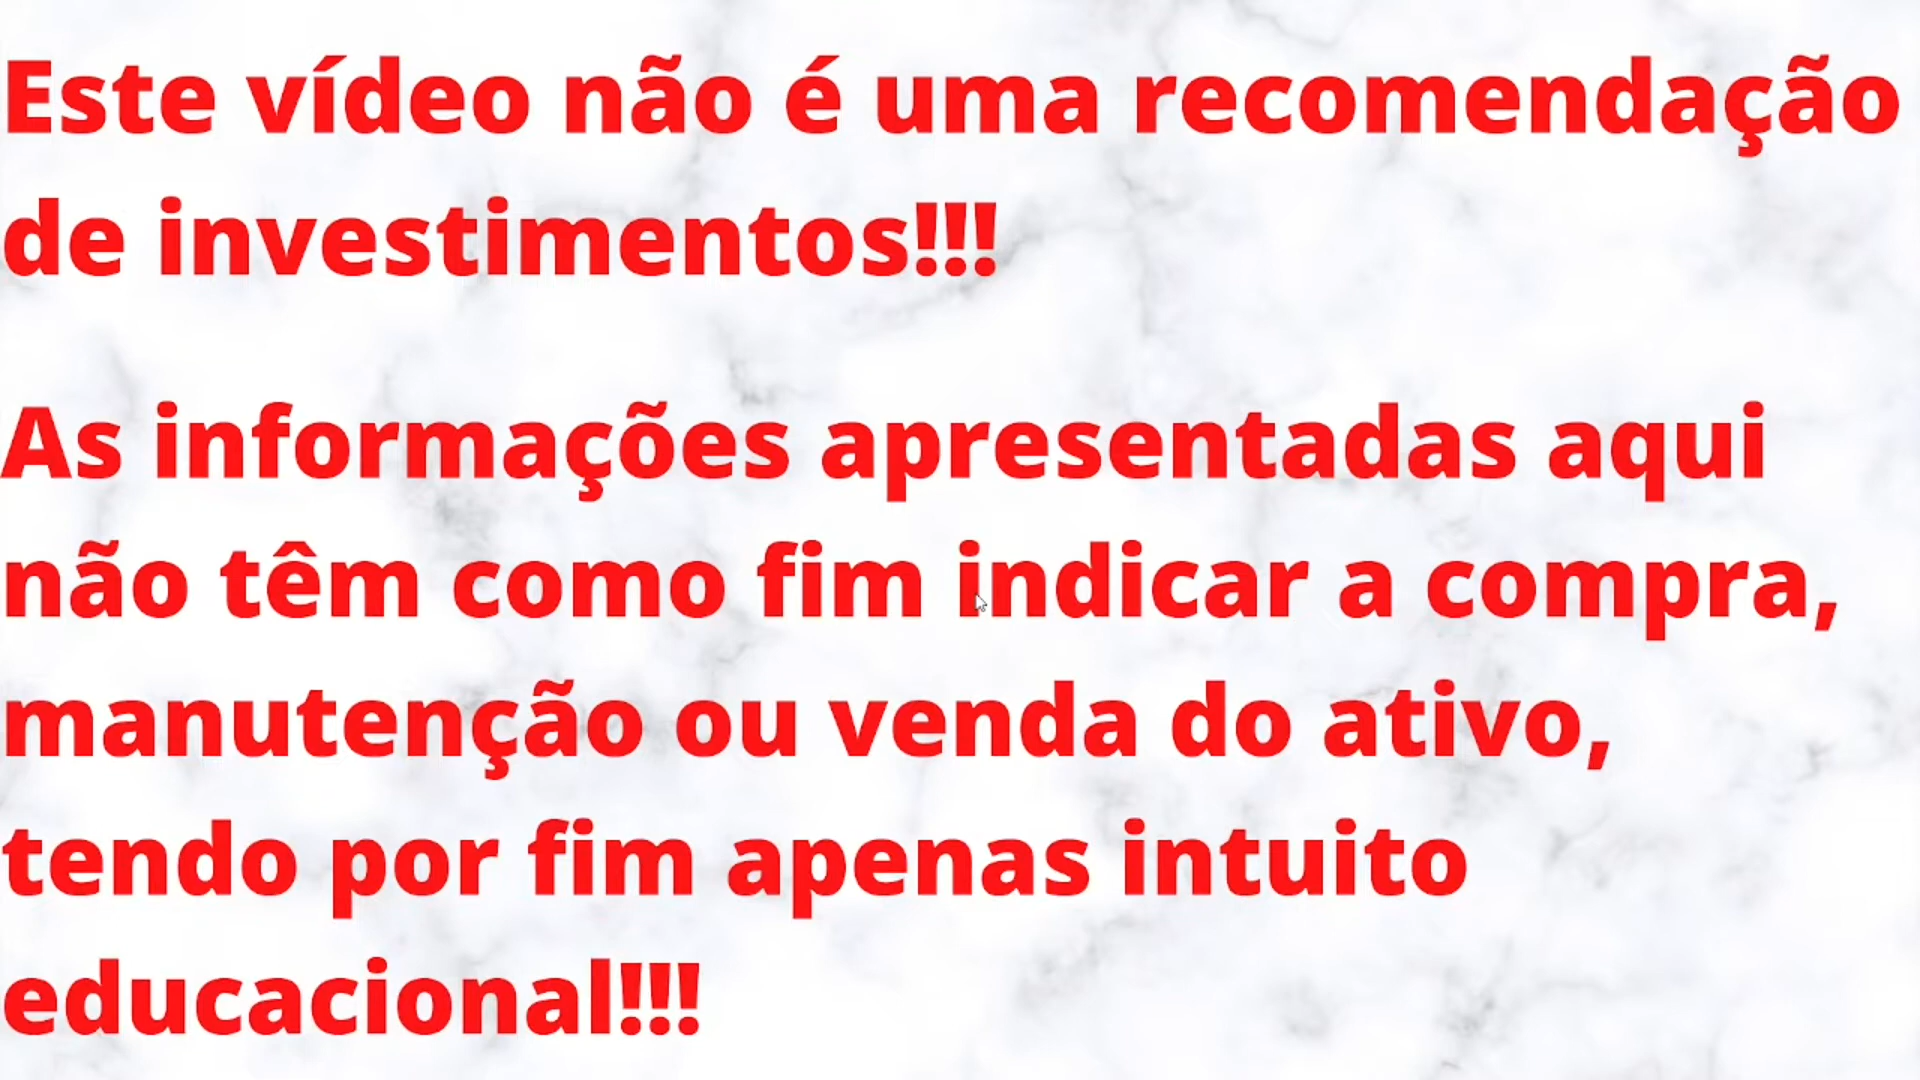 Este vídeo não é uma recomendação
de investimentos!!!
As informações apresentadas aqui
não têm como fim indicar a compra,
manutenção ou venda do ativo,
tendo por fim apenas intuito
educacional!!!